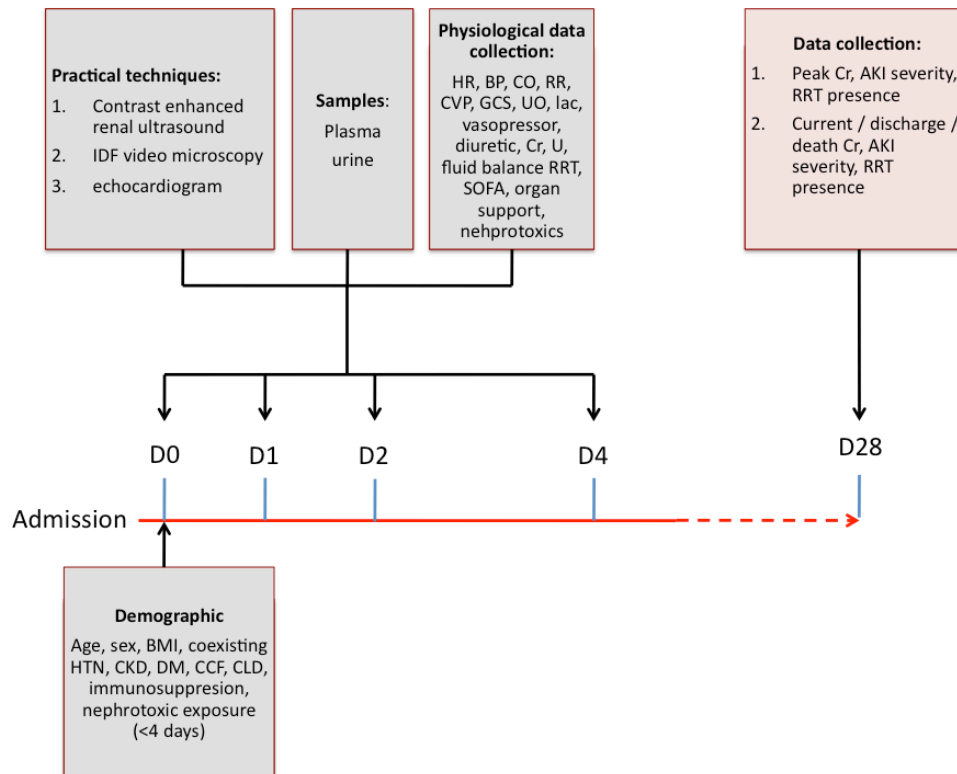 Practical techniques:
1. Contrast enhanced
renal ultrasound
2. IDF video microscopy
3. echocardiogram
Samples:
Plasma
urine
Physiological data
collection:
HR, BP, CO, RR,
CVP, GCS, UO, lac,
vasopressor,
diuretic, Cr, U,
fluid balance RRT,
SOFA, organ
support,
nehprotoxics
Data collection:
1. Peak Cr, AKI severity,
RRT presence
2. Current / discharge /
death Cr, AKI
severity, RRT
presence
D0
D1
D2
D4
D28
Admission
Demographic
Age, sex, BMI, coexisting
HTN, CKD, DM, CCF, CLD,
immunosuppresion,
nephrotoxic exposure
(<4 days)